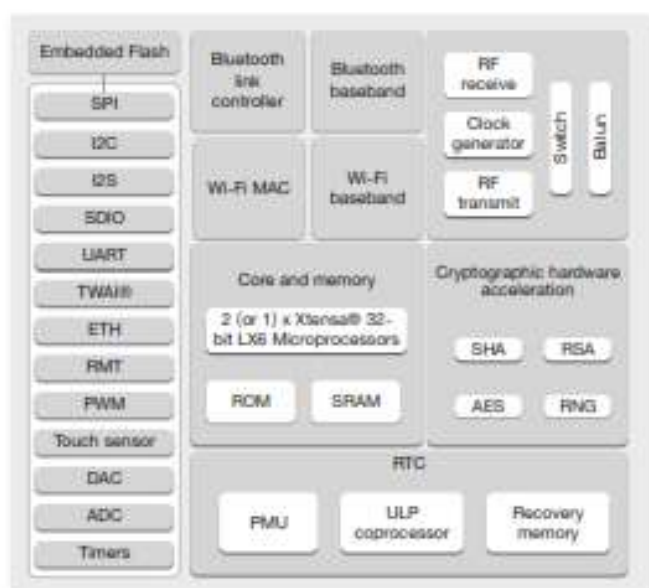 Embedded Flash
SPI
I2C
I2S
SDIO
UART
TWAI®
ETH
RMT
PWM
Touch sensor
DAC
ADC
Timers
Bluetooth
link
controller
Bluetooth
baseband
Wi-Fi MAC
Wi-Fi
baseband
RF
receive
Clock
generator
RF
transmit
Switch
Balun
Core and memory
2 (or 1) x Xtensa® 32-
bit LX6 Microprocessors
ROM
SRAM
Cryptographic hardware
acceleration
SHA
RSA
AES
RNG
RTC
PMU
ULP
coprocessor
Recovery
memory